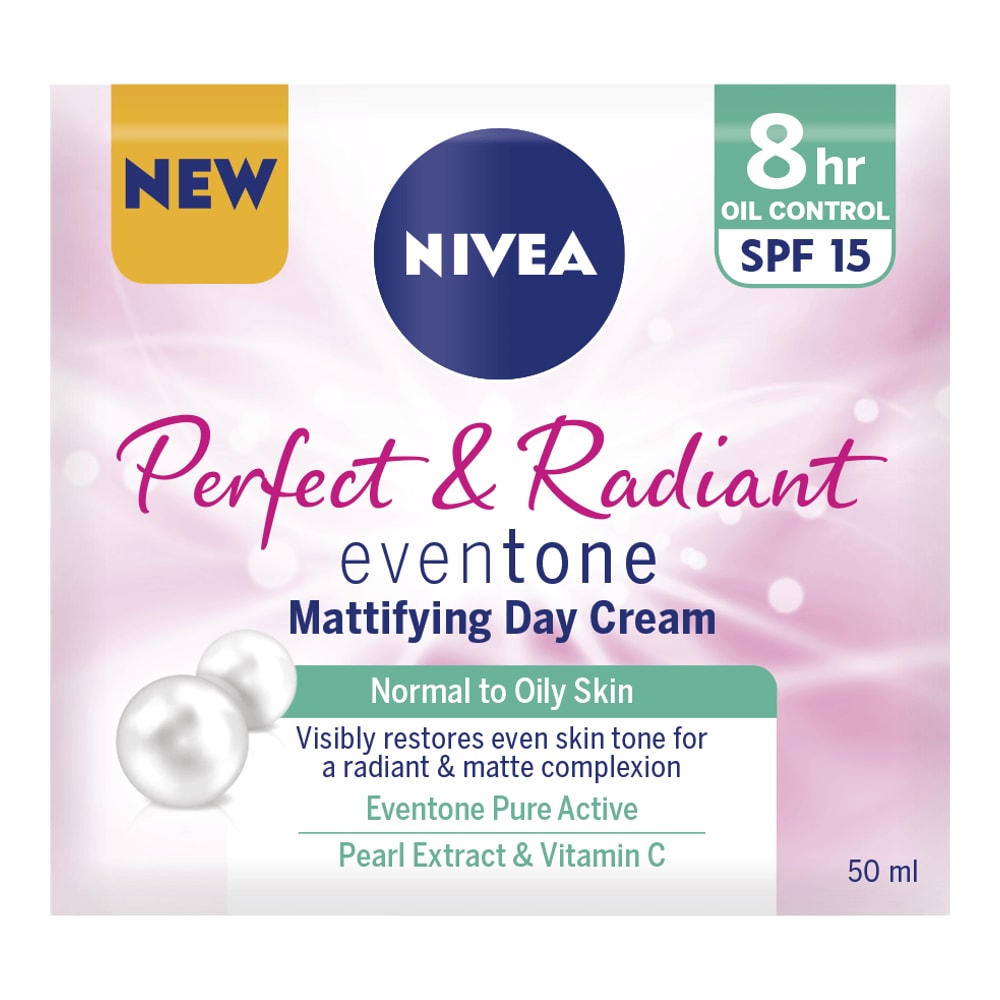 NEW
NIVEA
8 hr
OIL CONTROL
SPF 15
Perfect & Radiant
eventone
Mattifying Day Cream
Normal to Oily Skin
Visibly restores even skin tone for
a radiant & matte complexion
Eventone Pure Active
Pearl Extract & Vitamin C
50 ml